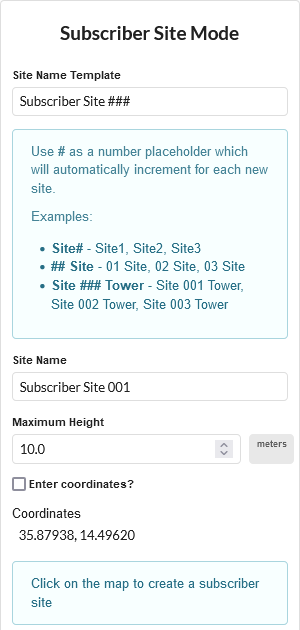 Subscriber Site Mode
Site Name Template
Subscriber Site ###
Use # as a number placeholder which
will automatically increment for each new
site.
Examples:
• Site# - Site1, Site2, Site3
• ## Site - 01 Site, 02 Site, 03 Site
• Site ### Tower - Site 001 Tower,
Site 002 Tower, Site 003 Tower
Site Name
Subscriber Site 001
Maximum Height
10.0 meters
Enter coordinates?
Coordinates
35.87938, 14.49620
Click on the map to create a subscriber
site